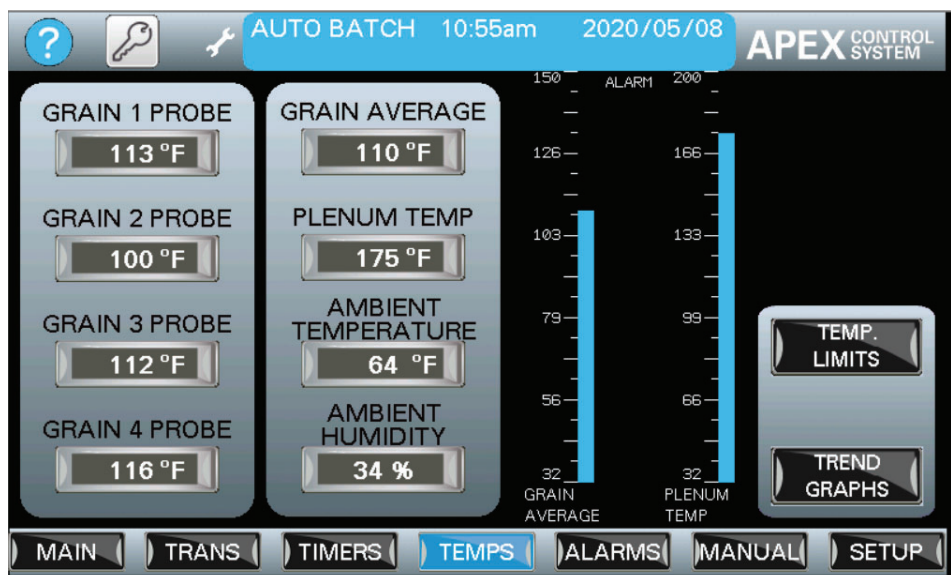 ?
AUTO BATCH 10:55am 2020/05/08
APEX CONTROL SYSTEM
GRAIN 1 PROBE
113 °F
GRAIN 2 PROBE
100 °F
GRAIN 3 PROBE
112 °F
GRAIN 4 PROBE
116 °F
GRAIN AVERAGE
110 °F
PLENUM TEMP
175 °F
AMBIENT
TEMPERATURE
64 °F
AMBIENT
HUMIDITY
34 %
ALARM
150
126
103
79
56
32
GRAIN
AVERAGE
200
166
133
99
66
32
PLENUM
TEMP
TEMP.
LIMITS
TREND
GRAPHS
MAIN TRANS TIMERS TEMPS ALARMS MANUAL SETUP